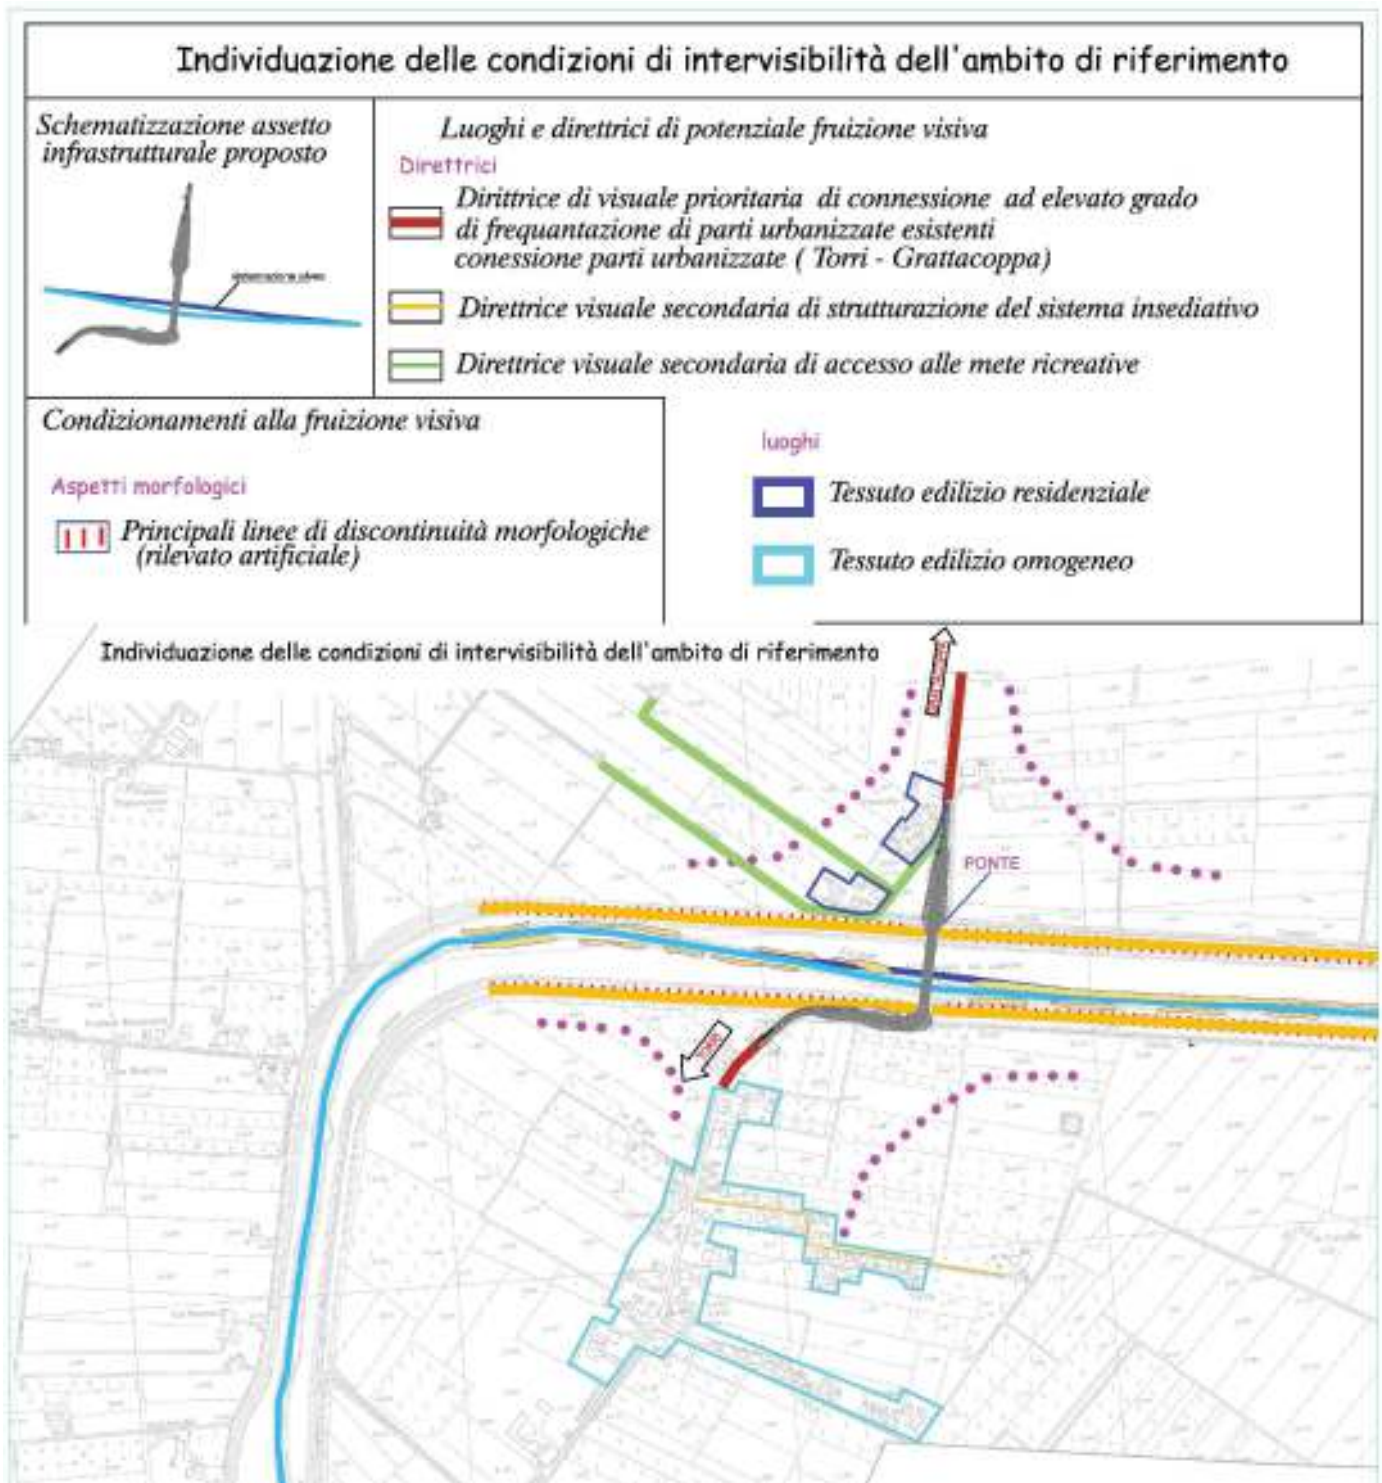 Individuazione delle condizioni di intervisibilità dell'ambito di riferimento
Schematizzazione assetto
infrastrutturale proposto
Luoghi e direttrici di potenziale fruizione visiva
Direttrici
Dirittrice di visuale prioritaria di connessione ad elevato grado
di frequantazione di parti urbanizzate esistenti
conessione parti urbanizzate ( Torri - Grattacoppa)
Direttrice visuale secondaria di strutturazione del sistema insediativo
Direttrice visuale secondaria di accesso alle mete ricreative
Condizionamenti alla fruizione visiva
Aspetti morfologici
Principali linee di discontinuità morfologiche
(rilevato artificiale)
luoghi
Tessuto edilizio residenziale
Tessuto edilizio omogeneo
Individuazione delle condizioni di intervisibilità dell'ambito di riferimento
PONTE